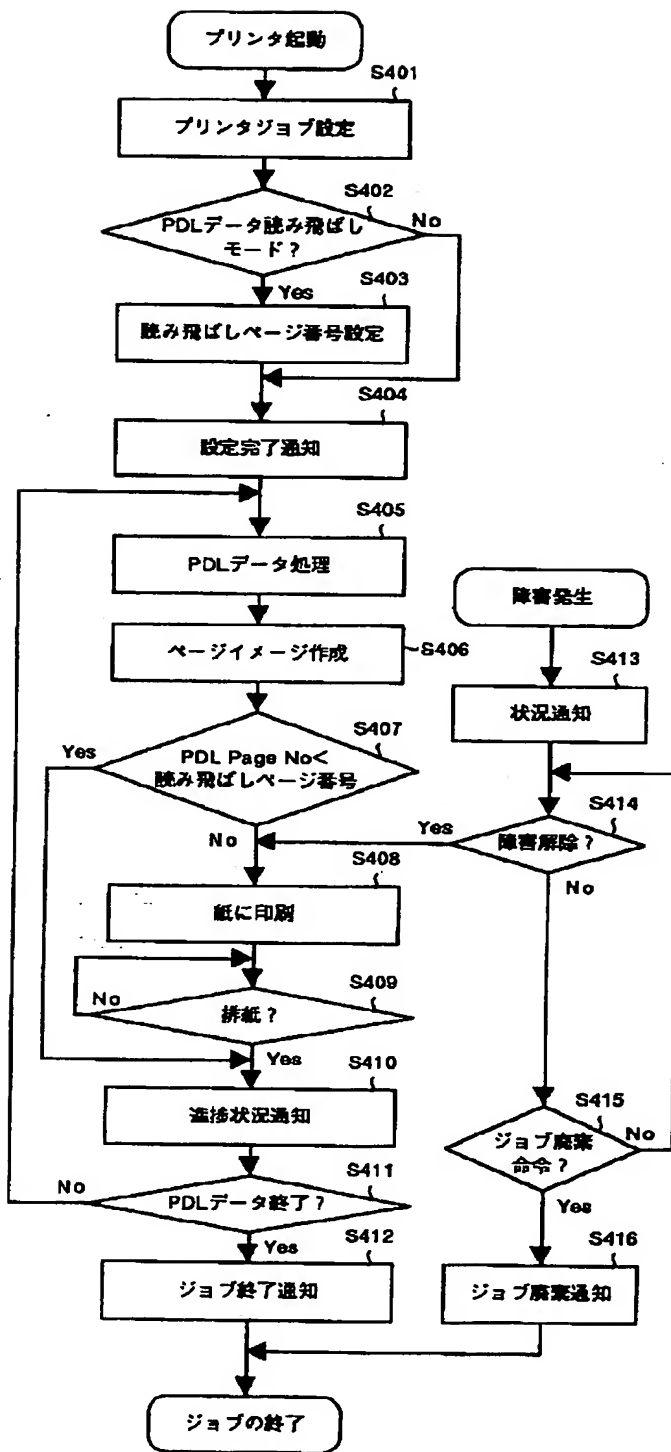 プリンタ起動
S401
プリンタジョブ設定
S402
PDLデータ読み飛ばし
モード?
No
Yes
S403
読み飛ばしページ番号設定
S404
設定完了通知
S405
PDLデータ処理
ページイメージ作成
S406
S407
Yes
PDL Page No<
読み飛ばしページ番号
No
S408
紙に印刷
S409
No
排紙?
Yes
S410
進捗状況通知
S411
No
PDLデータ終了?
Yes
S412
ジョブ終了通知
ジョブの終了
障害発生
S413
状況通知
S414
Yes
障害解除?
No
S415
ジョブ廃棄
命令?
No
Yes
S416
ジョブ廃棄通知